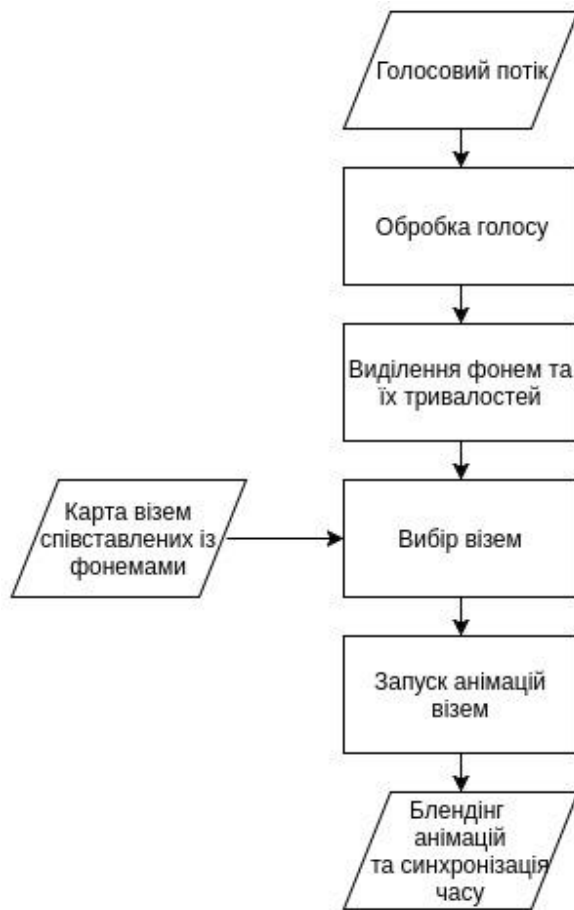 Голосовий потік
Обробка голосу
Виділення фонем та
їх тривалостей
Карта візем
співставлених із
фонемами
Вибір візем
Запуск анімацій
візем
Блендінг
анімацій
та синхронізація
часу